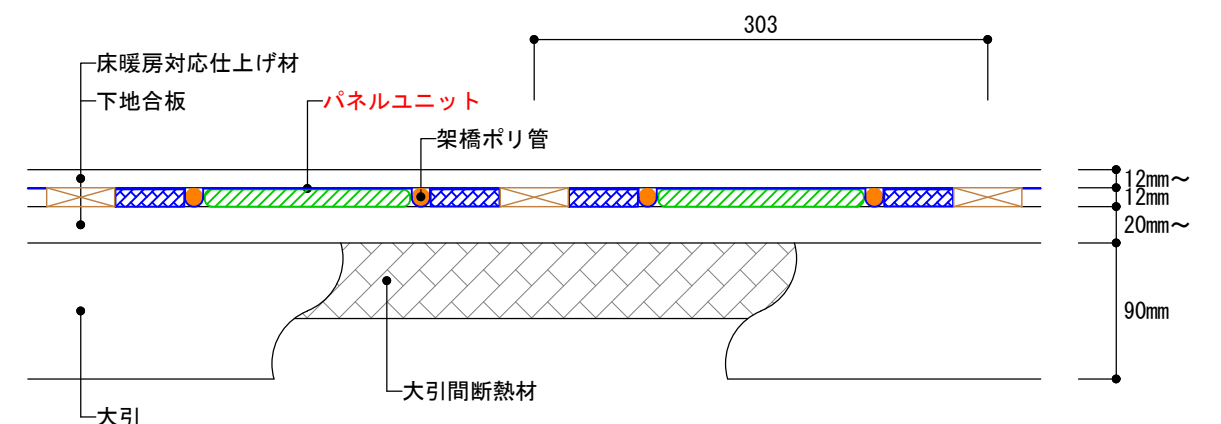 303
床暖房対応仕上げ材
下地合板
パネルユニット
架橋ポリ管
12mm～
12mm
20mm～
90mm
大引間断熱材
大引